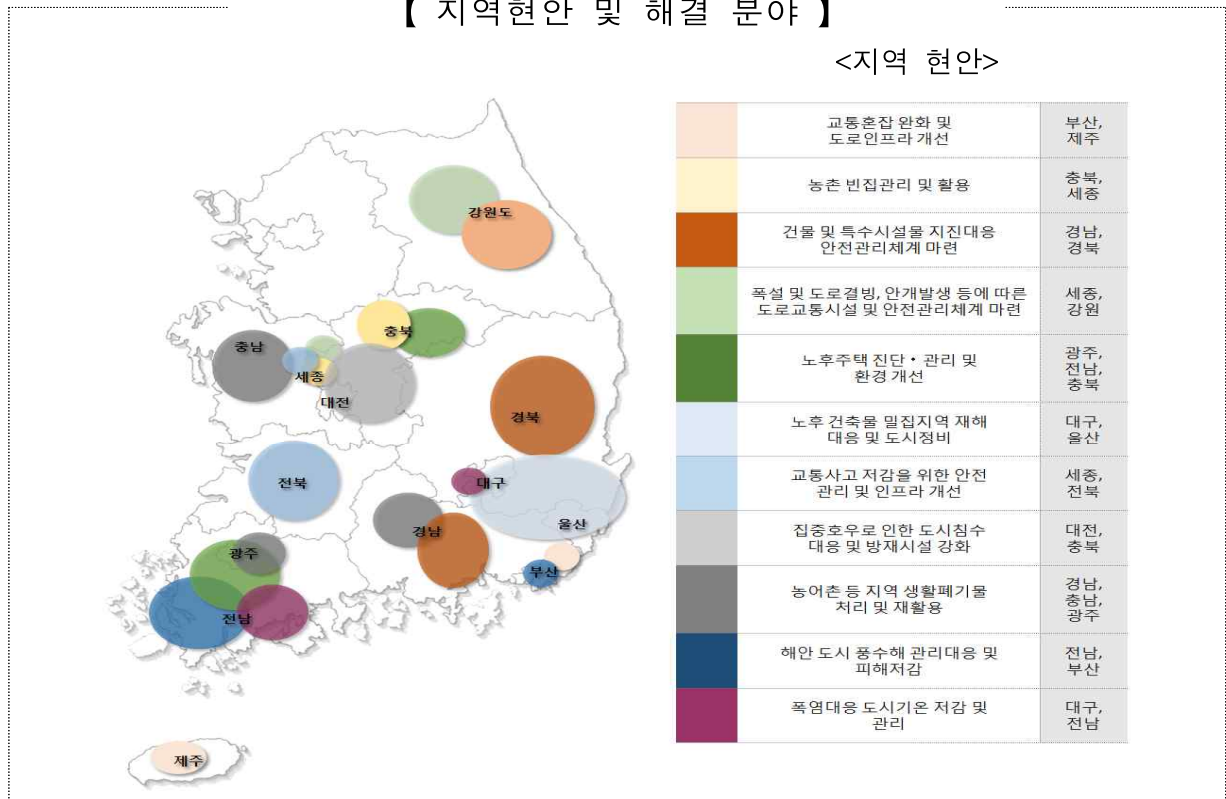 【 지역현안 및 해결 분야 】
<지역 현안>
교통혼잡 완화 및
도로인프라 개선
부산,
제주
농촌 빈집관리 및 활용
충북,
세종
건물 및 특수시설물 지진대응
안전관리체계 마련
경남,
경북
폭설 및 도로결빙, 안개발생 등에 따른
도로교통시설 및 안전관리체계 마련
세종,
강원
노후주택 진단・관리 및
환경 개선
광주,
전남,
충북
노후 건축물 밀집지역 재해
대응 및 도시정비
대구,
울산
교통사고 저감을 위한 안전
관리 및 인프라 개선
세종,
전북
집중호우로 인한 도시침수
대응 및 방재시설 강화
대전,
충북
농어촌 등 지역 생활폐기물
처리 및 재활용
경남,
충남,
광주
해안 도시 풍수해 관리대응 및
피해저감
전남,
부산
폭염대응 도시기온 저감 및
관리
대구,
전남
강원도
충북
충남
세종
대전
경북
전북
대구
울산
경남
광주
부산
전남
제주